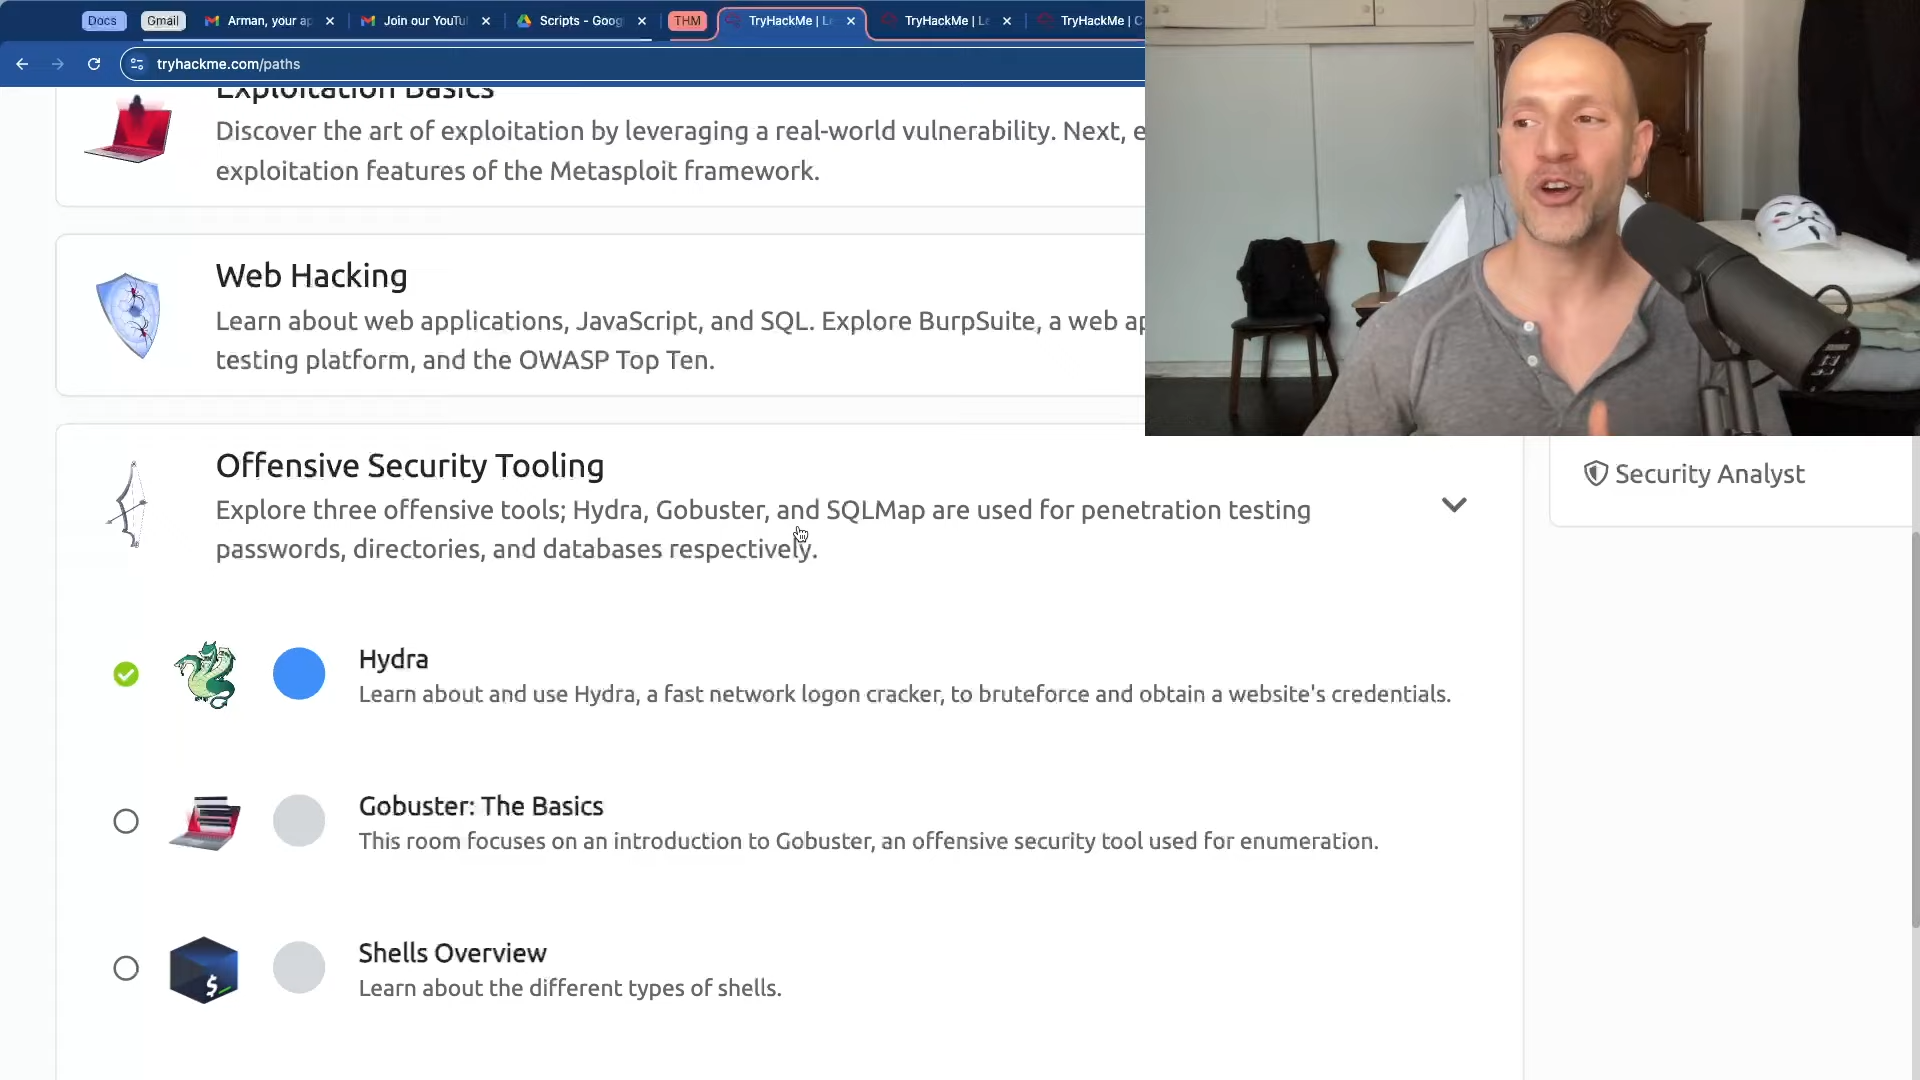 Docs
Gmail
Arman, your ap
Join our YouTu
Scripts - Goog
THM
TryHackMe | Le
TryHackMe | Le
TryHackMe | C
tryhackme.com/paths
Exploitation Basics
Discover the art of exploitation by leveraging a real-world vulnerability. Next, e
exploitation features of the Metasploit framework.
Web Hacking
Learn about web applications, JavaScript, and SQL. Explore BurpSuite, a web ap
testing platform, and the OWASP Top Ten.
Offensive Security Tooling
Explore three offensive tools; Hydra, Gobuster, and SQLMap are used for penetration testing
passwords, directories, and databases respectively.
Security Analyst
Hydra
Learn about and use Hydra, a fast network logon cracker, to bruteforce and obtain a website's credentials.
Gobuster: The Basics
This room focuses on an introduction to Gobuster, an offensive security tool used for enumeration.
$
Shells Overview
Learn about the different types of shells.